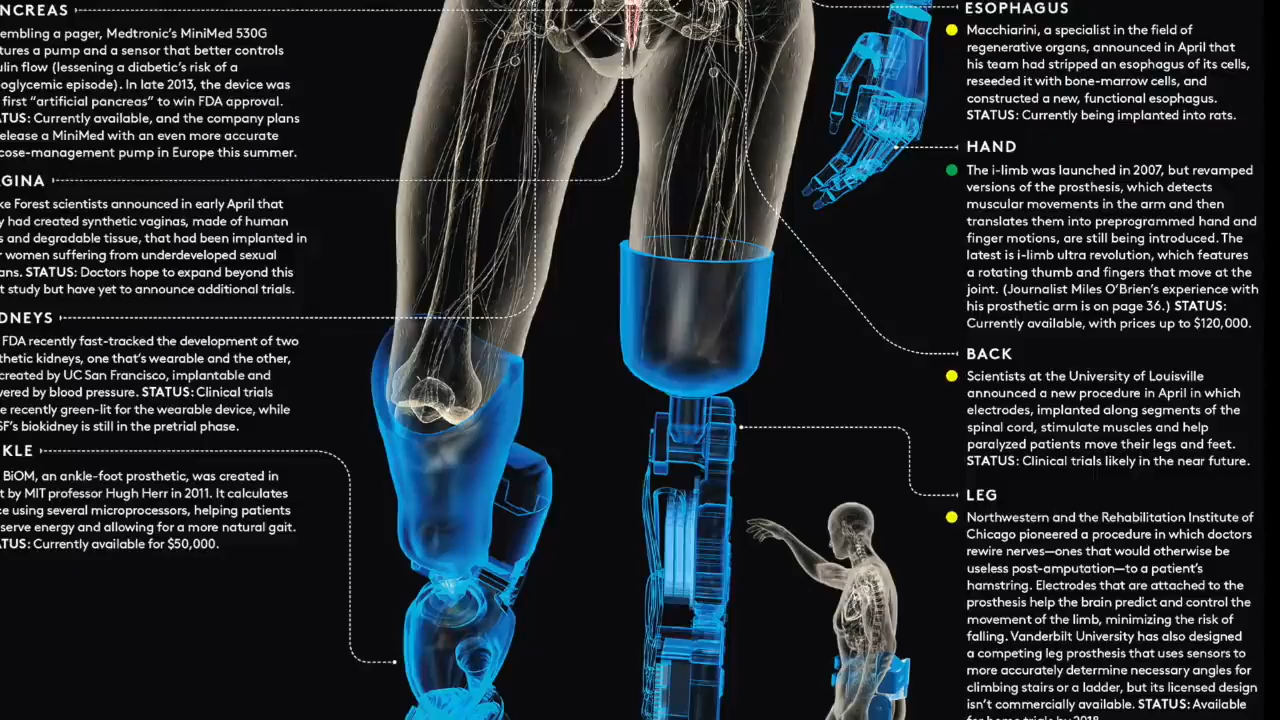 NCREAS
embling a pager, Medtronic's MiniMed 530G
tures a pump and a sensor that better controls
ulin flow (lessening a diabetic's risk of a
oglycemic episode). In late 2013, the device was
first "artificial pancreas" to win FDA approval.
ATUS: Currently available, and the company plans
elease a MiniMed with an even more accurate
cose-management pump in Europe this summer.
AGINA
ke Forest scientists announced in early April that
y had created synthetic vaginas, made of human
s and degradable tissue, that had been implanted in
r women suffering from underdeveloped sexual
ans. STATUS: Doctors hope to expand beyond this
t study but have yet to announce additional trials.
DNEYS
FDA recently fast-tracked the development of two
thetic kidneys, one that's wearable and the other,
created by UC San Francisco, implantable and
wered by blood pressure. STATUS: Clinical trials
e recently green-lit for the wearable device, while
SF's biokidney is still in the pretrial phase.
KLE
BiOM, an ankle-foot prosthetic, was created in
t by MIT professor Hugh Herr in 2011. It calculates
ce using several microprocessors, helping patients
serve energy and allowing for a more natural gait.
ATUS: Currently available for $50,000.
ESOPHAGUS
Macchiarini, a specialist in the field of
regenerative organs, announced in April that
his team had stripped an esophagus of its cells,
reseeded it with bone-marrow cells, and
constructed a new, functional esophagus.
STATUS: Currently being implanted into rats.
HAND
The i-limb was launched in 2007, but revamped
versions of the prosthesis, which detects
muscular movements in the arm and then
translates them into preprogrammed hand and
finger motions, are still being introduced. The
latest is i-limb ultra revolution, which features
a rotating thumb and fingers that move at the
joint. (Journalist Miles O'Brien's experience with
his prosthetic arm is on page 36.) STATUS:
Currently available, with prices up to $120,000.
BACK
Scientists at the University of Louisville
announced a new procedure in April in which
electrodes, implanted along segments of the
spinal cord, stimulate muscles and help
paralyzed patients move their legs and feet.
STATUS: Clinical trials likely in the near future.
LEG
Northwestern and the Rehabilitation Institute of
Chicago pioneered a procedure in which doctors
rewire nerves—ones that would otherwise be
useless post-amputation—to a patient's
hamstring. Electrodes that are attached to the
prosthesis help the brain predict and control the
movement of the limb, minimizing the risk of
falling. Vanderbilt University has also designed
a competing leg prosthesis that uses sensors to
more accurately determine necessary angles for
climbing stairs or a ladder, but its licensed design
isn't commercially available. STATUS: Available
for home trials by 2018